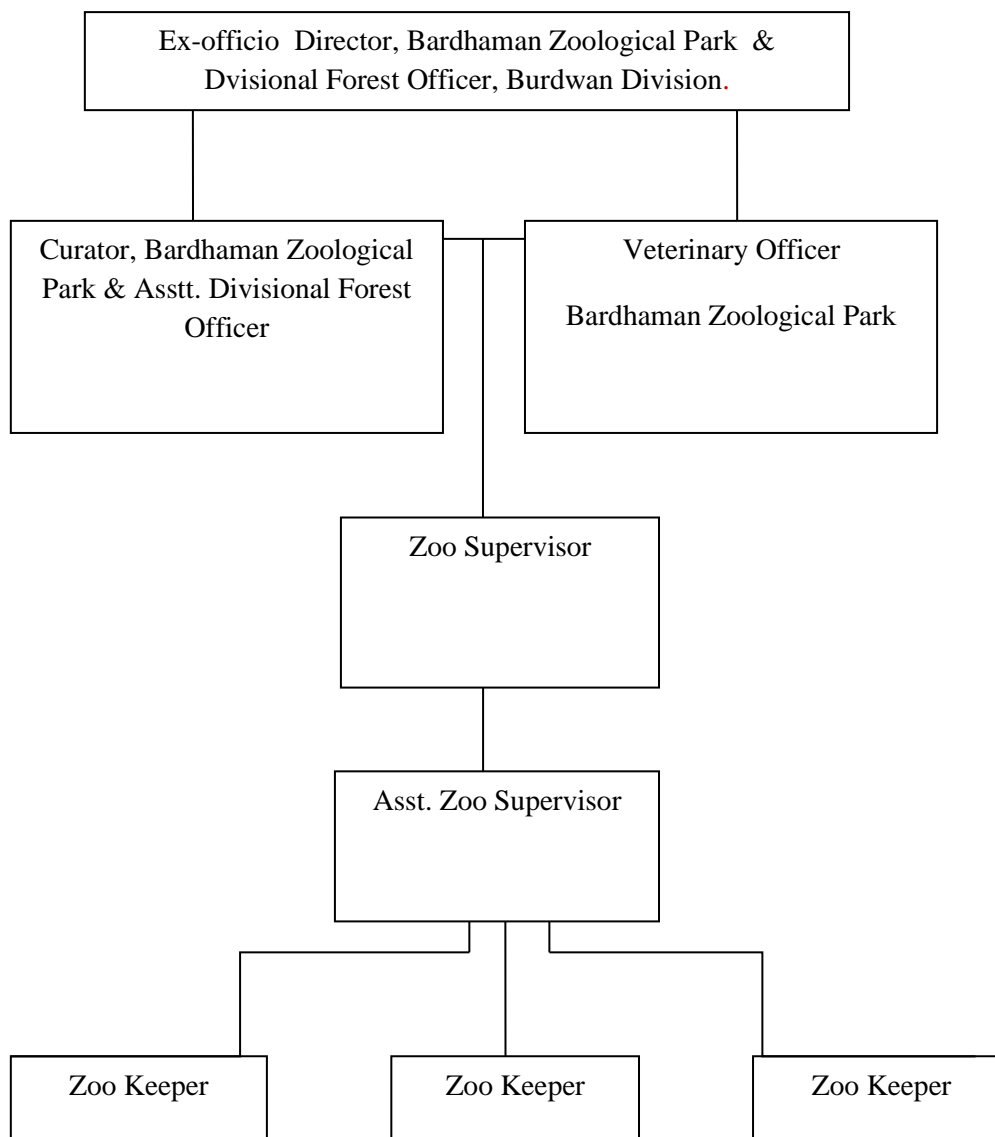 Ex-officio Director, Bardhaman Zoological Park &
Dvisional Forest Officer, Burdwan Division.
Curator, Bardhaman Zoological
Park & Asstt. Divisional Forest
Officer
Veterinary Officer
Bardhaman Zoological Park
Zoo Supervisor
Asst. Zoo Supervisor
Zoo Keeper
Zoo Keeper
Zoo Keeper